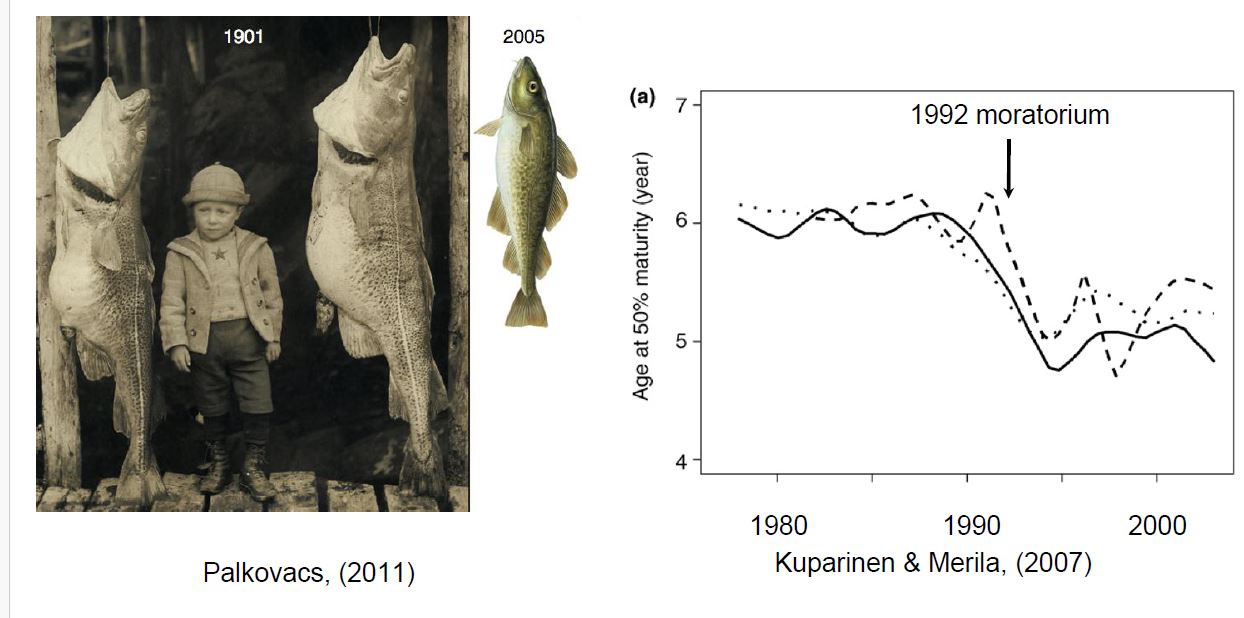 1901
2005
Palkovacs, (2011)
(a)
Age at 50% maturity (year)
7
6
5
4
1992 moratorium
1980
1990
2000
Kuparinen & Merila, (2007)